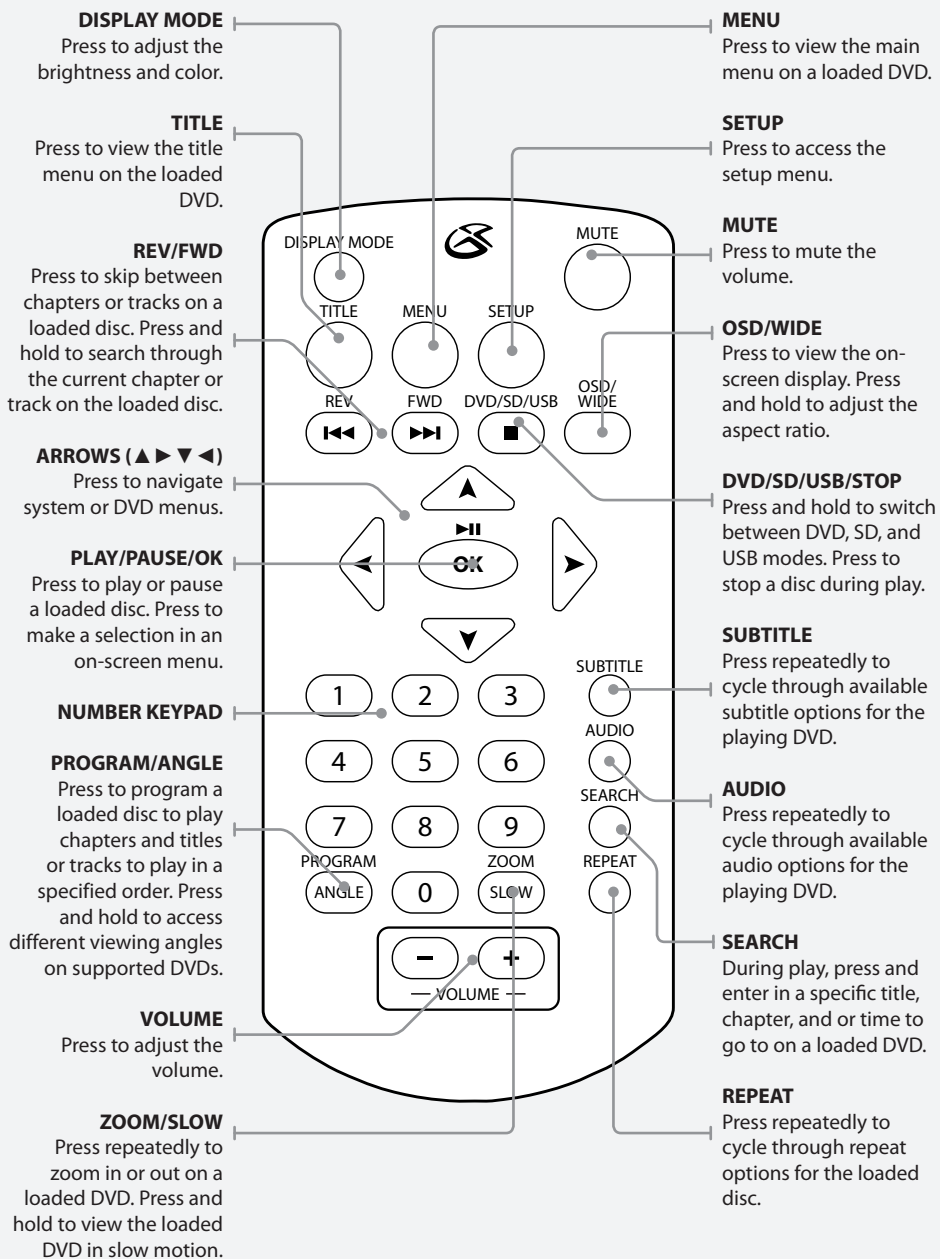 DISPLAY MODE
Press to adjust the
brightness and color.
TITLE
Press to view the title
menu on the loaded
DVD.
REV/FWD
Press to skip between
chapters or tracks on a
loaded disc. Press and
hold to search through
the current chapter or
track on the loaded disc.
ARROWS (▲ ▶ ▼ ◀)
Press to navigate
system or DVD menus.
PLAY/PAUSE/OK
Press to play or pause
a loaded disc. Press to
make a selection in an
on-screen menu.
NUMBER KEYPAD
PROGRAM/ANGLE
Press to program a
loaded disc to play
chapters and titles
or tracks to play in a
specified order. Press
and hold to access
different viewing angles
on supported DVDs.
VOLUME
Press to adjust the
volume.
ZOOM/SLOW
Press repeatedly to
zoom in or out on a
loaded DVD. Press and
hold to view the loaded
DVD in slow motion.
DISPLAY MODE
MUTE
TITLE MENU SETUP
REV FWD DVD/SD/USB OSD/
WIDE
OK
1 2 3 SUBTITLE
AUDIO
4 5 6
SEARCH
7 8 9
PROGRAM ZOOM REPEAT
ANGLE 0 SLOW
− +
VOLUME
MENU
Press to view the main
menu on a loaded DVD.
SETUP
Press to access the
setup menu.
MUTE
Press to mute the
volume.
OSD/WIDE
Press to view the on-
screen display. Press
and hold to adjust the
aspect ratio.
DVD/SD/USB/STOP
Press and hold to switch
between DVD, SD, and
USB modes. Press to
stop a disc during play.
SUBTITLE
Press repeatedly to
cycle through available
subtitle options for the
playing DVD.
AUDIO
Press repeatedly to
cycle through available
audio options for the
playing DVD.
SEARCH
During play, press and
enter in a specific title,
chapter, and or time to
go to on a loaded DVD.
REPEAT
Press repeatedly to
cycle through repeat
options for the loaded
disc.